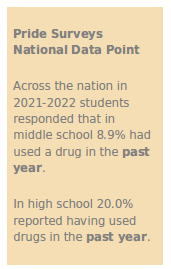 Pride Surveys
National Data Point
Across the nation in
2021-2022 students
responded that in
middle school 8.9% had
used a drug in the past
year.
In high school 20.0%
reported having used
drugs in the past year.